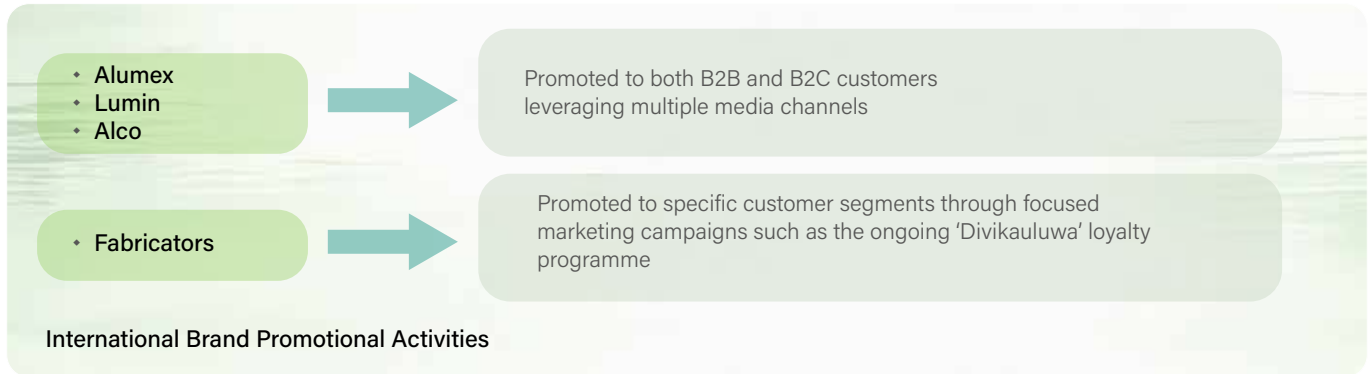 • Alumex
• Lumin
• Alco
Promoted to both B2B and B2C customers
leveraging multiple media channels
• Fabricators
Promoted to specific customer segments through focused
marketing campaigns such as the ongoing ‘Divikauluwa’ loyalty
programme
International Brand Promotional Activities